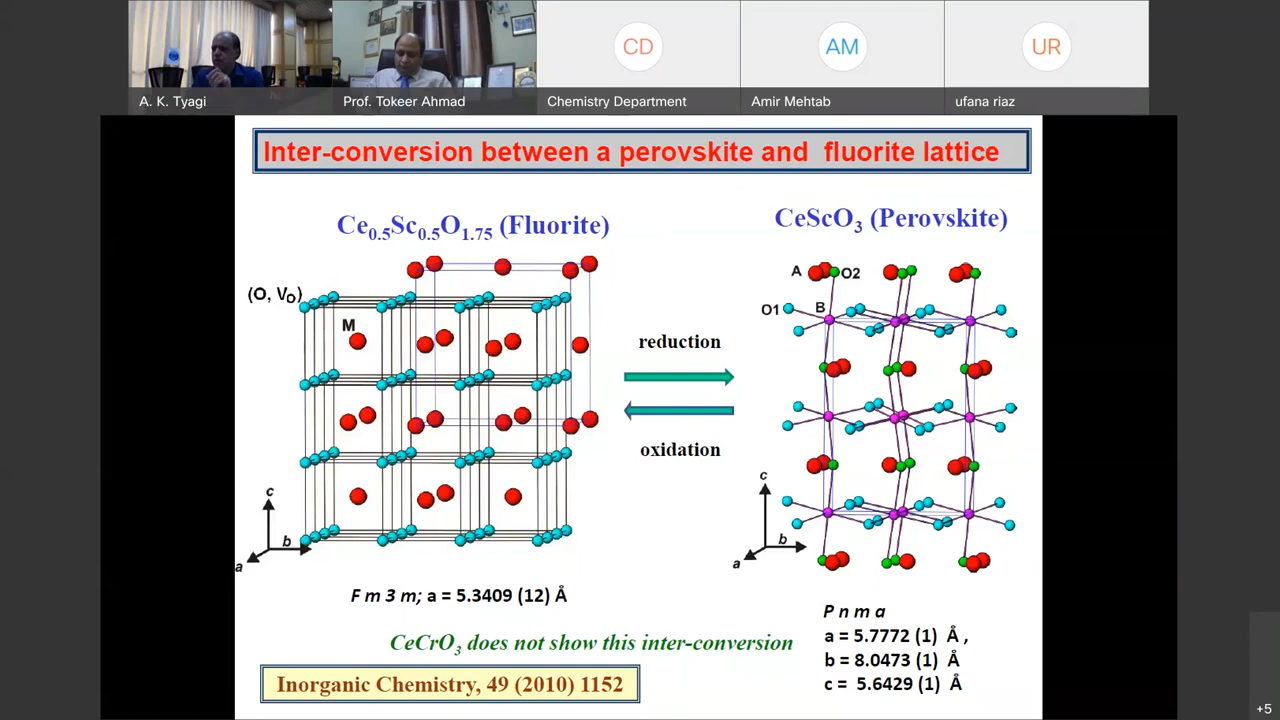 A. K. Tyagi
Prof. Tokeer Ahmad
CD
Chemistry Department
AM
Amir Mehtab
UR
ufana riaz
Inter-conversion between a perovskite and fluorite lattice
Ce0.5Sc0.5O1.75 (Fluorite)
CeScO3 (Perovskite)
(O, VO)
M
A
O2
O1
B
reduction
oxidation
c
b
a
c
b
a
F m 3 m; a = 5.3409 (12) Å
P n m a
a = 5.7772 (1) Å ,
b = 8.0473 (1) Å
c = 5.6429 (1) Å
CeCrO3 does not show this inter-conversion
Inorganic Chemistry, 49 (2010) 1152
+5